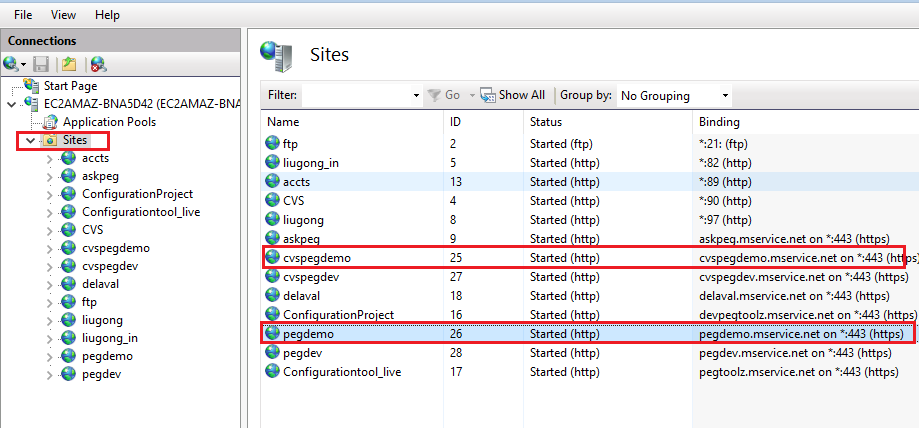 File View Help
Connections
Start Page
EC2AMAZ-BNA5D42 (EC2AMAZ-BNA
Application Pools
Sites
accts
askpeg
ConfigurationProject
Configurationtool_live
CVS
cvspegdemo
cvspegdev
delaval
ftp
liugong
liugong_in
pegdemo
pegdev
Sites
Filter: Go Show All Group by: No Grouping
Name ID Status Binding
ftp 2 Started (ftp) *:21: (ftp)
liugong_in 5 Started (http) *:82 (http)
accts 13 Started (http) *:89 (http)
CVS 4 Started (http) *:90 (http)
liugong 8 Started (http) *:97 (http)
askpeg 9 Started (http) askpeg.mservice.net on *:443 (https)
cvspegdemo 25 Started (http) cvspegdemo.mservice.net on *:443 (https)
cvspegdev 27 Started (http) cvspegdev.mservice.net on *:443 (https)
delaval 18 Started (http) delaval.mservice.net on *:443 (https)
ConfigurationProject 16 Started (http) devpegtoolz.mservice.net on *:443 (https)
pegdemo 26 Started (http) pegdemo.mservice.net on *:443 (https)
pegdev 28 Started (http) pegdev.mservice.net on *:443 (https)
Configurationtool_live 17 Started (http) pegtoolz.mservice.net on *:443 (https)